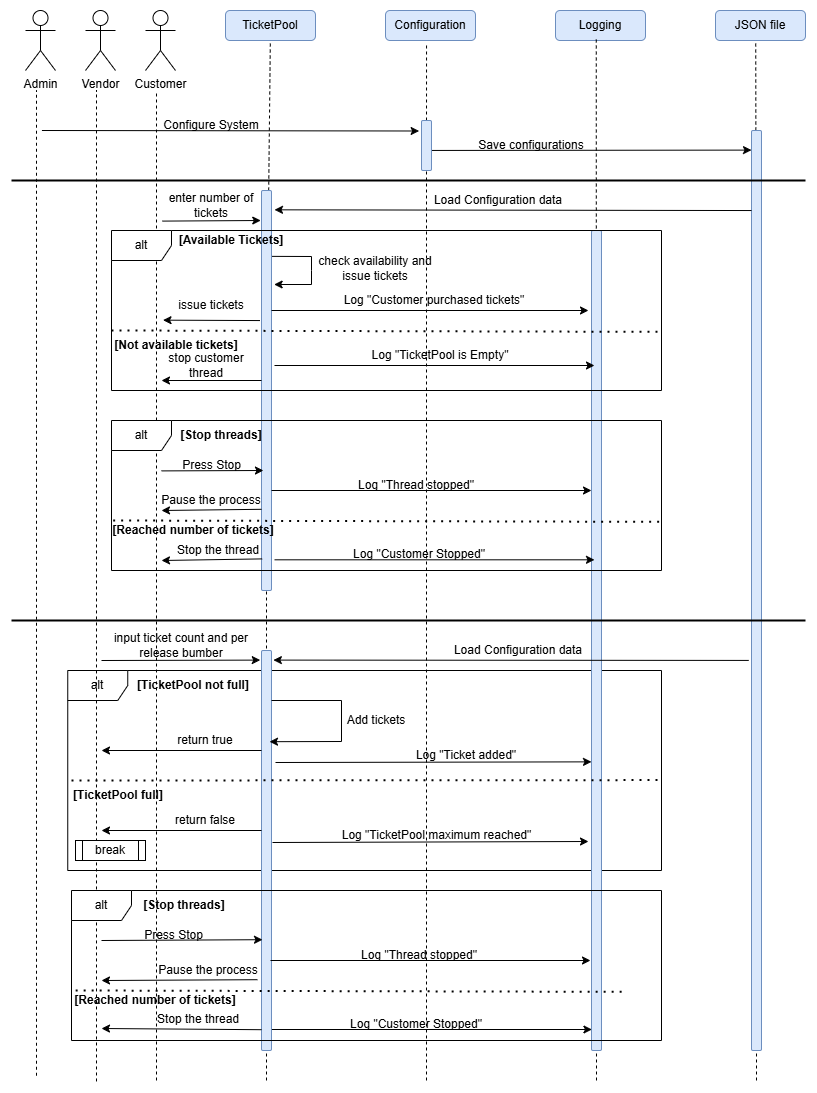 TicketPool
Configuration
Logging
JSON file
Admin
Vendor
Customer
Configure System
Save configurations
enter number of
tickets
Load Configuration data
alt
[Available Tickets]
check availability and
issue tickets
issue tickets
Log "Customer purchased tickets"
[Not available tickets]
stop customer
thread
Log "TicketPool is Empty"
alt
[Stop threads]
Press Stop
Log "Thread stopped"
Pause the process
[Reached number of tickets]
Stop the thread
Log "Customer Stopped"
input ticket count and per
release bumber
Load Configuration data
alt
[TicketPool not full]
Add tickets
return true
Log "Ticket added"
[TicketPool full]
return false
Log "TicketPool maximum reached"
break
alt
[Stop threads]
Press Stop
Log "Thread stopped"
Pause the process
[Reached number of tickets]
Stop the thread
Log "Customer Stopped"